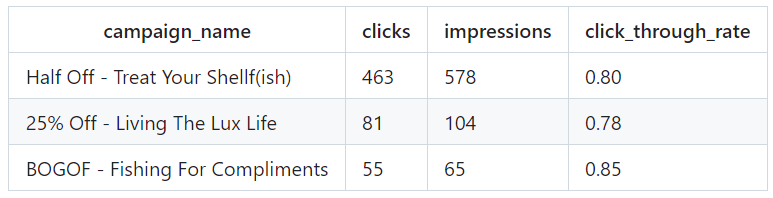 campaign_name clicks impressions click_through_rate
Half Off - Treat Your Shellf(ish) 463 578 0.80
25% Off - Living The Lux Life 81 104 0.78
BOGOF - Fishing For Compliments 55 65 0.85